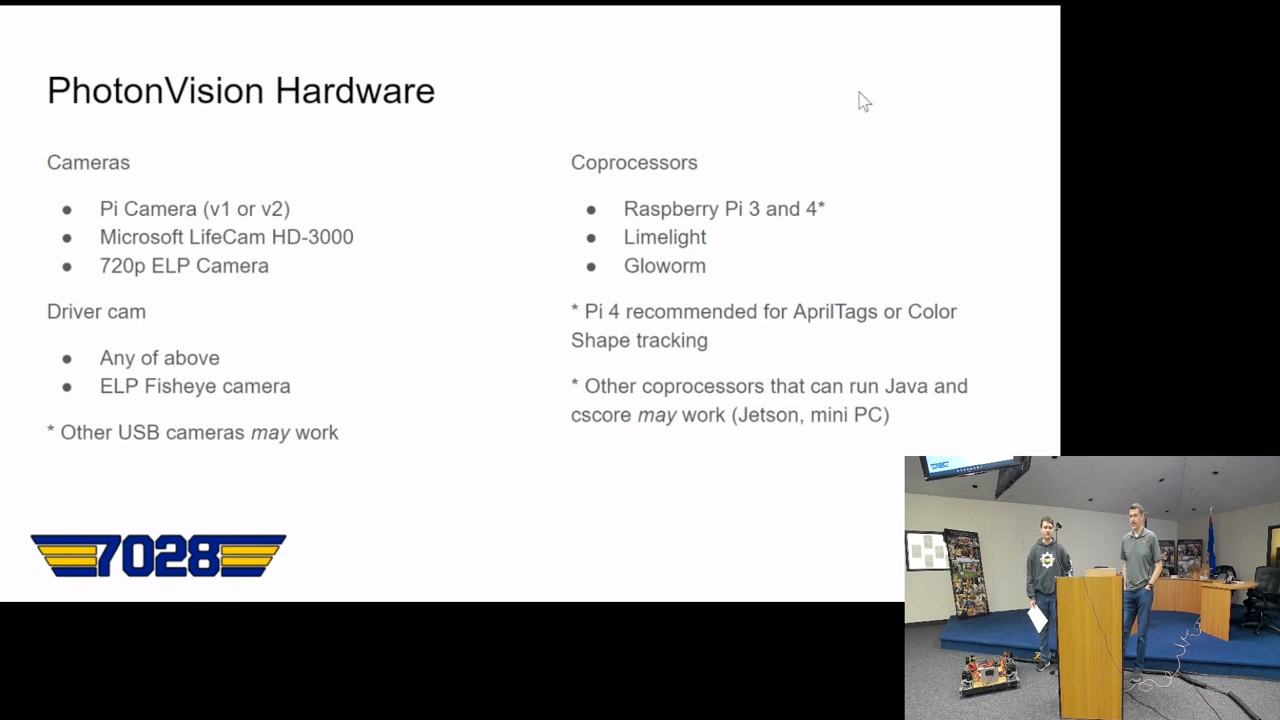 PhotonVision Hardware
Cameras
● Pi Camera (v1 or v2)
● Microsoft LifeCam HD-3000
● 720p ELP Camera
Driver cam
● Any of above
● ELP Fisheye camera
* Other USB cameras may work
Coprocessors
● Raspberry Pi 3 and 4*
● Limelight
● Gloworm
* Pi 4 recommended for AprilTags or Color
Shape tracking
* Other coprocessors that can run Java and
cscore may work (Jetson, mini PC)
7028